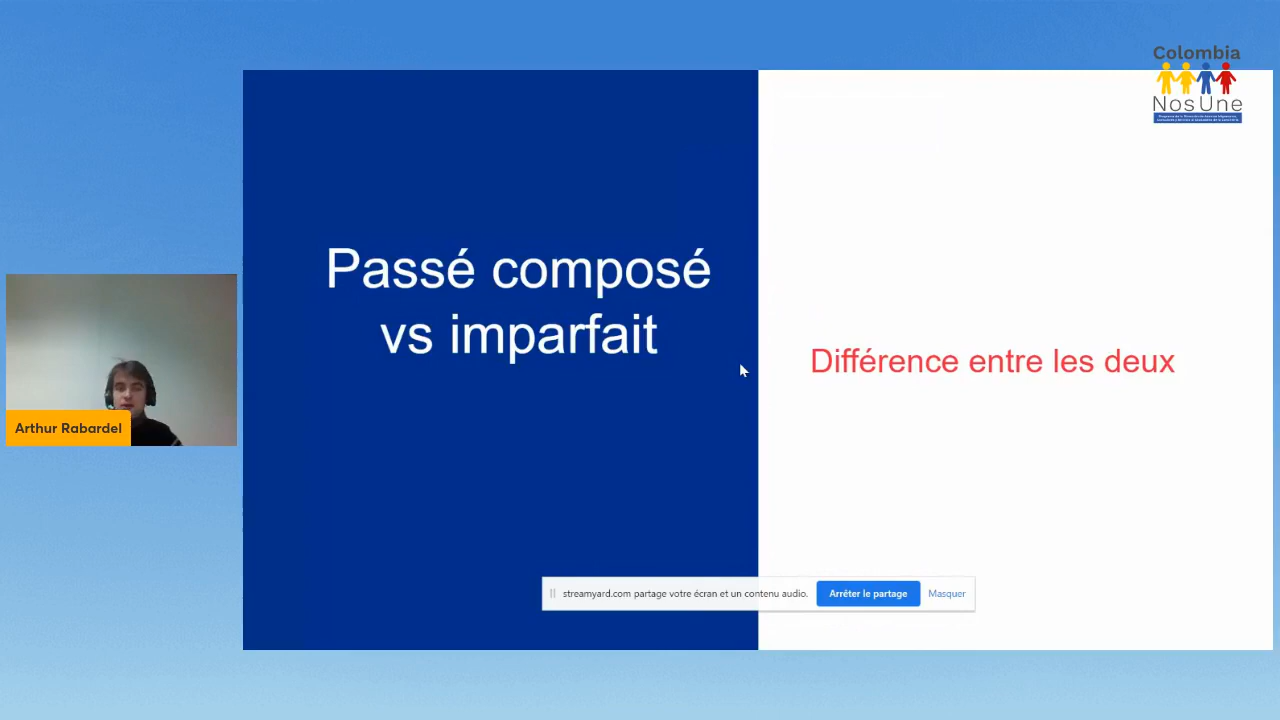 Colombia
NosUne
Passé composé
vs imparfait
Différence entre les deux
Arthur Rabardel
streamyard.com partage votre écran et un contenu audio.
Arrêter le partage
Masquer